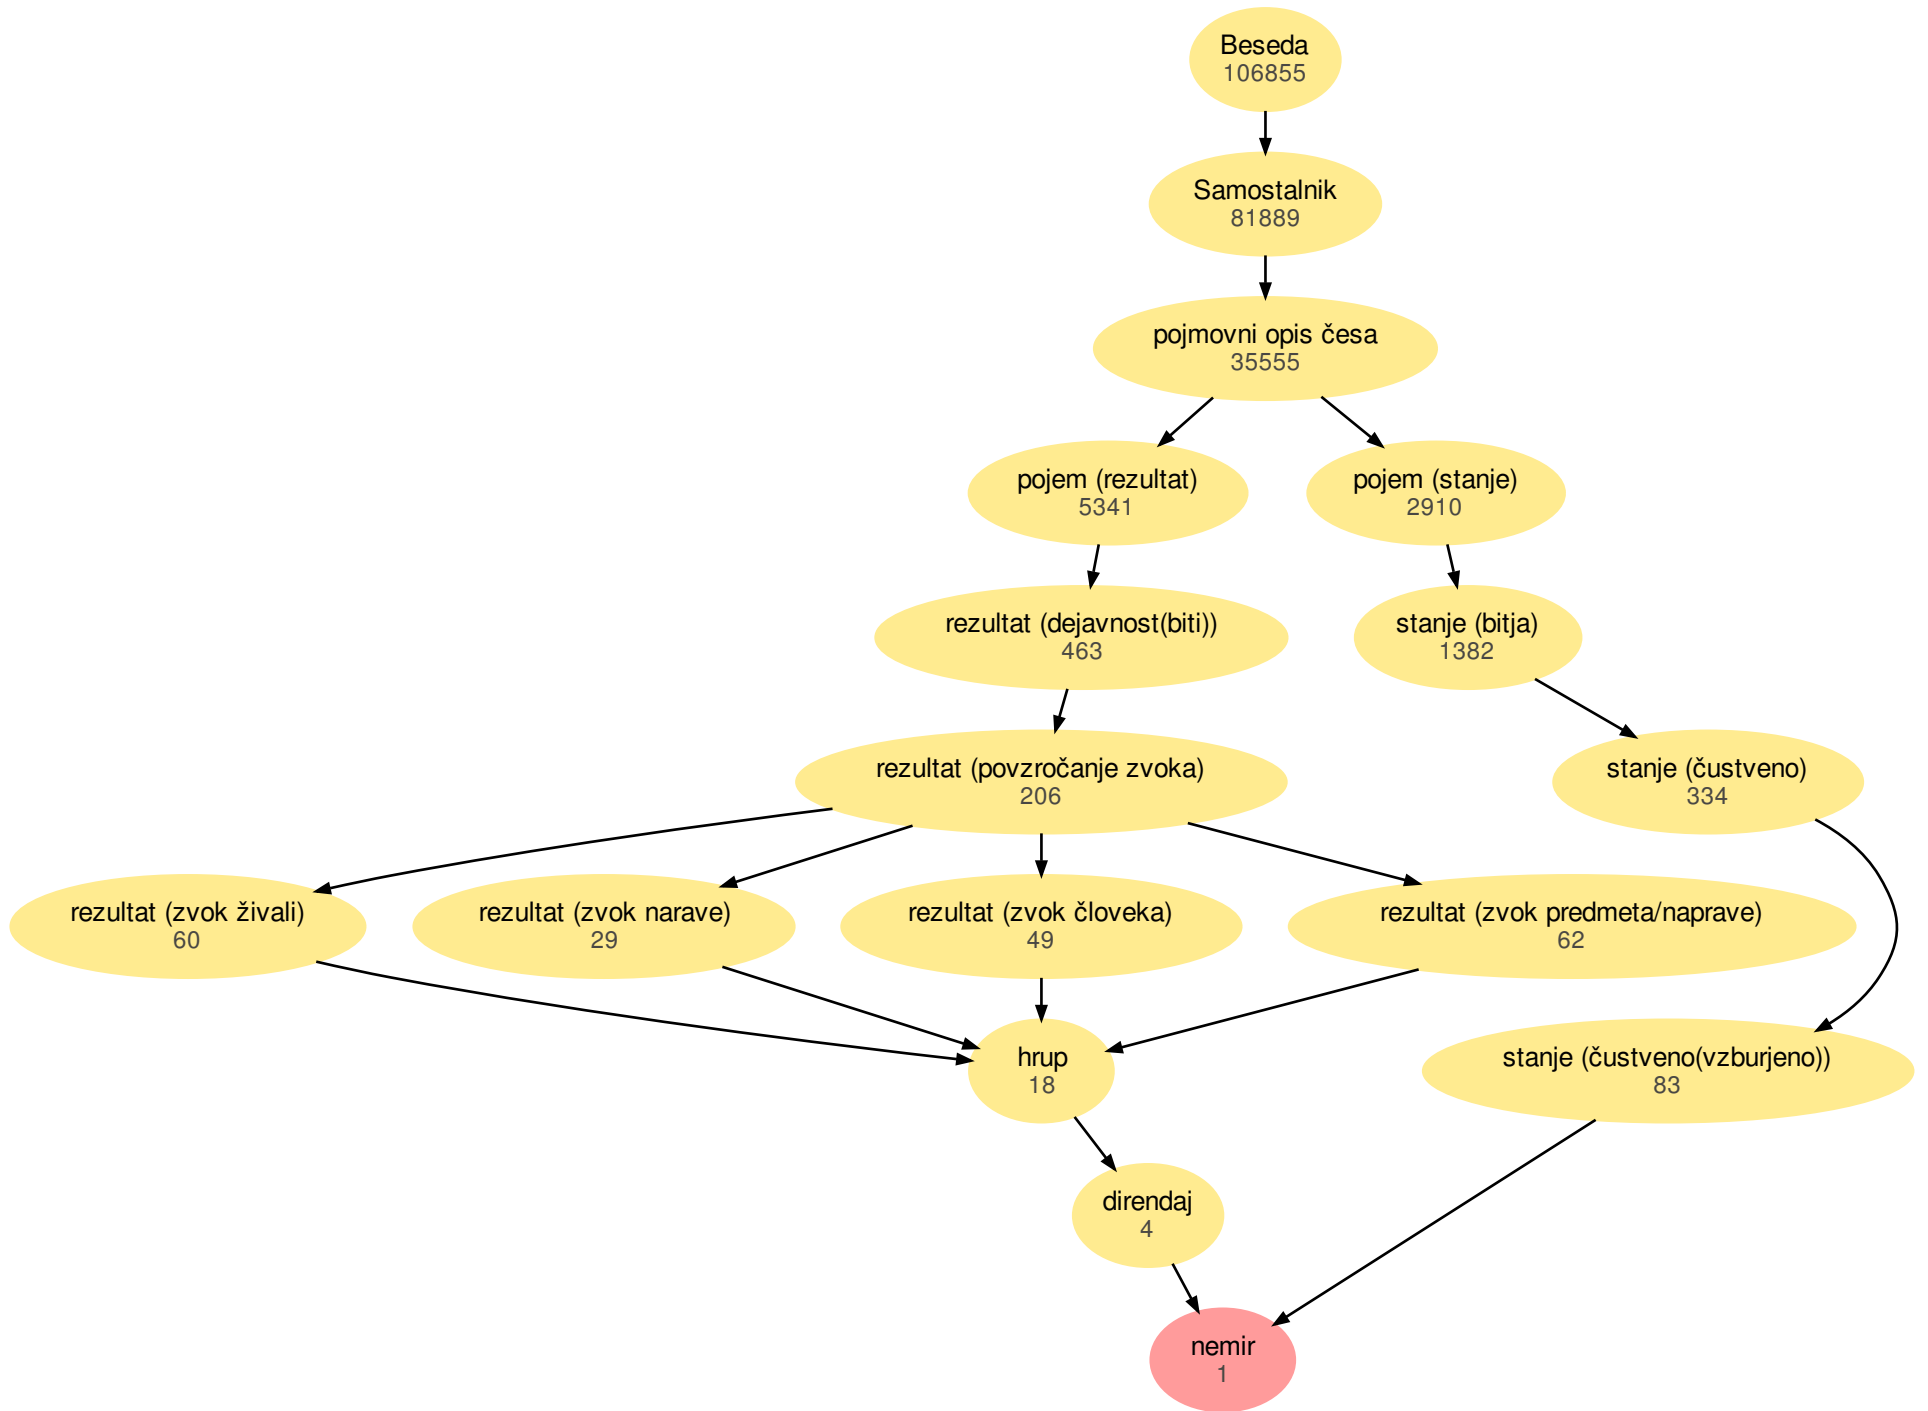 Beseda
106855
Samostalnik
81889
pojmovni opis česa
35555
pojem (rezultat)
5341
pojem (stanje)
2910
rezultat (dejavnost(biti))
463
stanje (bitja)
1382
rezultat (povzročanje zvoka)
206
stanje (čustveno)
334
rezultat (zvok živali)
60
rezultat (zvok narave)
29
rezultat (zvok človeka)
49
rezultat (zvok predmeta/naprave)
62
hrup
18
stanje (čustveno(vzburjeno))
83
direndaj
4
nemir
1